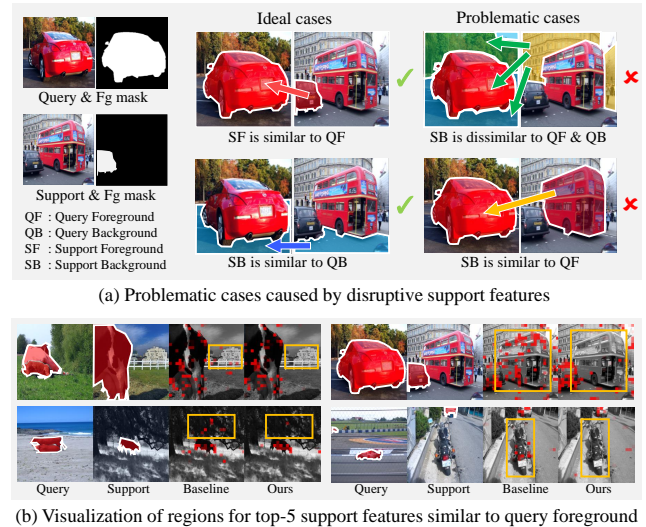 Ideal cases
Problematic cases
Query & Fg mask
SF is similar to QF
SB is dissimilar to QF & QB
Support & Fg mask
QF : Query Foreground
QB : Query Background
SF : Support Foreground
SB : Support Background
SB is similar to QB
SB is similar to QF
(a) Problematic cases caused by disruptive support features
Query Support Baseline Ours
Query Support Baseline Ours
(b) Visualization of regions for top-5 support features similar to query foreground